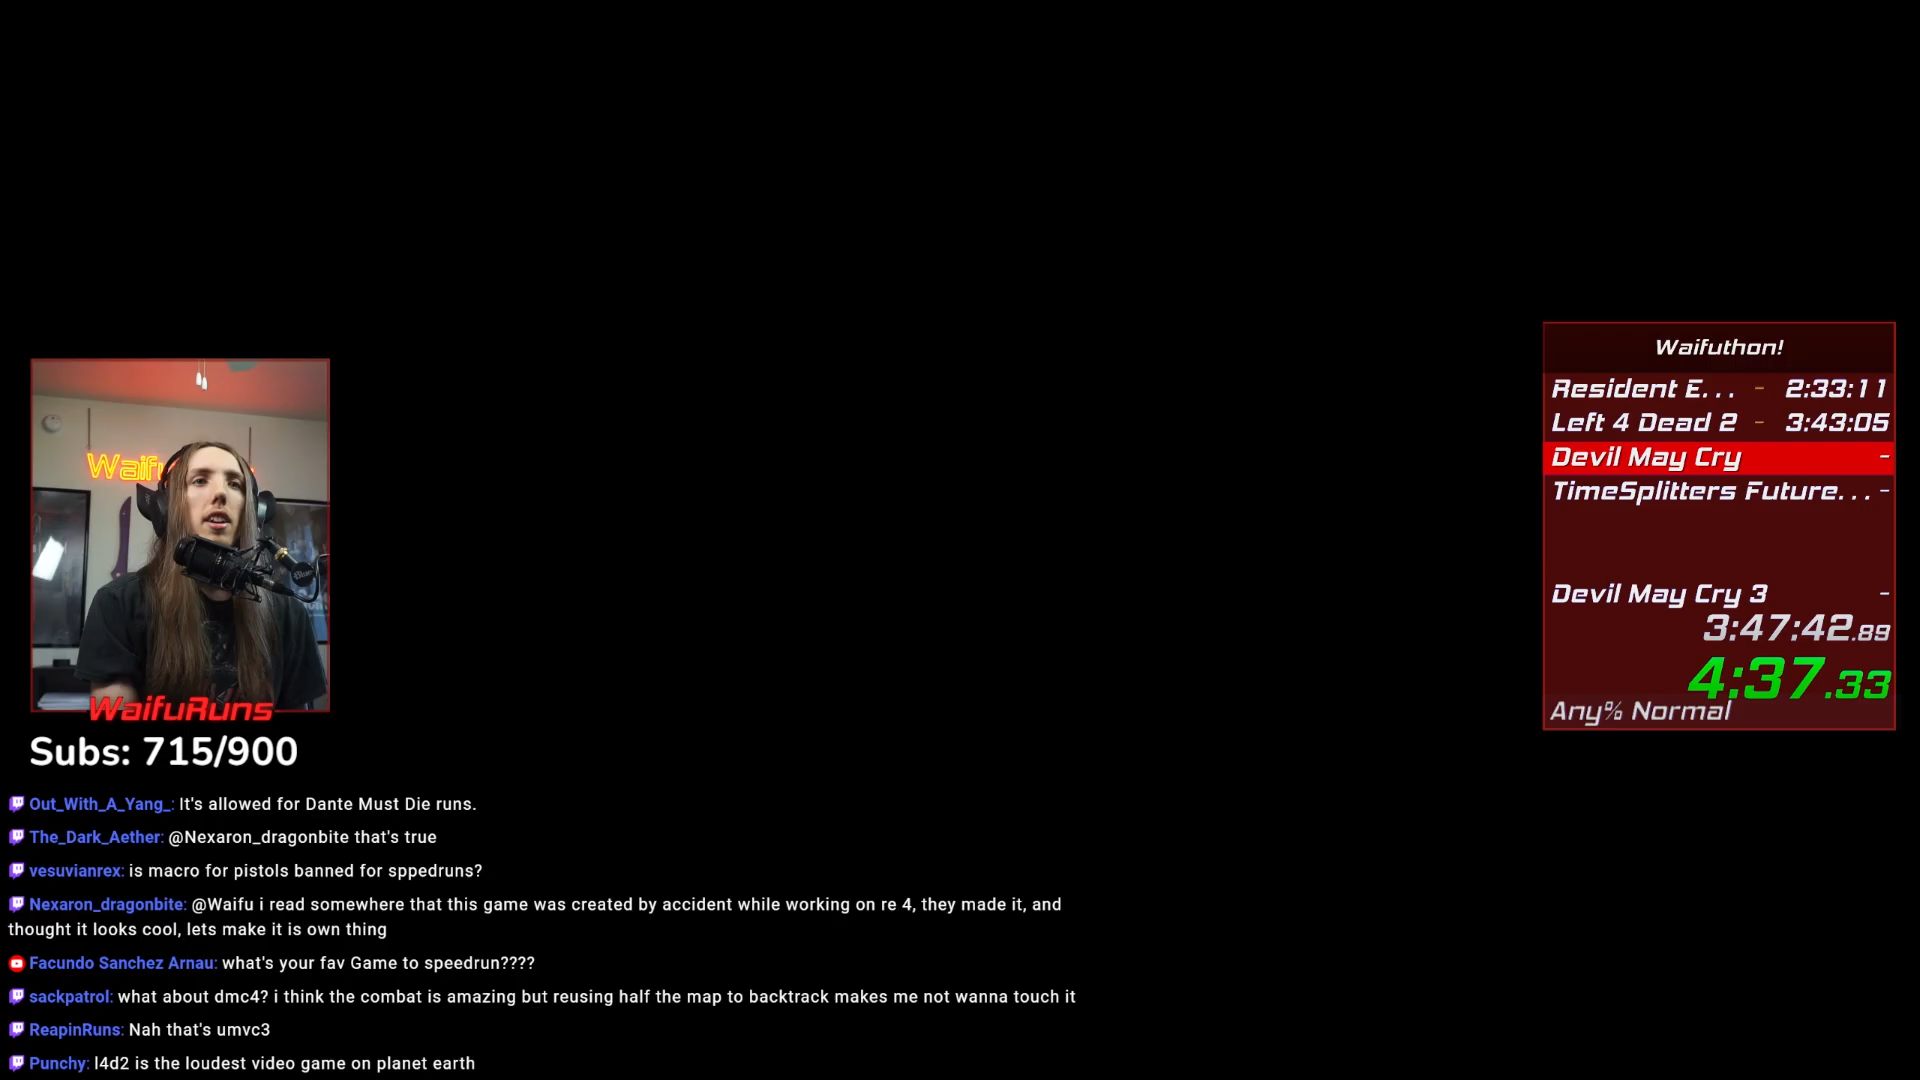 Waifuthon!
Resident E... - 2:33:11
Left 4 Dead 2 - 3:43:05
Devil May Cry -
TimeSplitters Future... -
Devil May Cry 3 -
3:47:42.89
4:37.33
Any% Normal
Waifu
WaifuRuns
Subs: 715/900
Out_With_A_Yang_: It's allowed for Dante Must Die runs.
The_Dark_Aether: @Nexaron_dragonbite that's true
vesuvianrex: is macro for pistols banned for sppedruns?
Nexaron_dragonbite: @Waifu i read somewhere that this game was created by accident while working on re 4, they made it, and
thought it looks cool, lets make it is own thing
Facundo Sanchez Arnau: what's your fav Game to speedrun????
sackpatrol: what about dmc4? i think the combat is amazing but reusing half the map to backtrack makes me not wanna touch it
ReapinRuns: Nah that's umvc3
Punchy: l4d2 is the loudest video game on planet earth